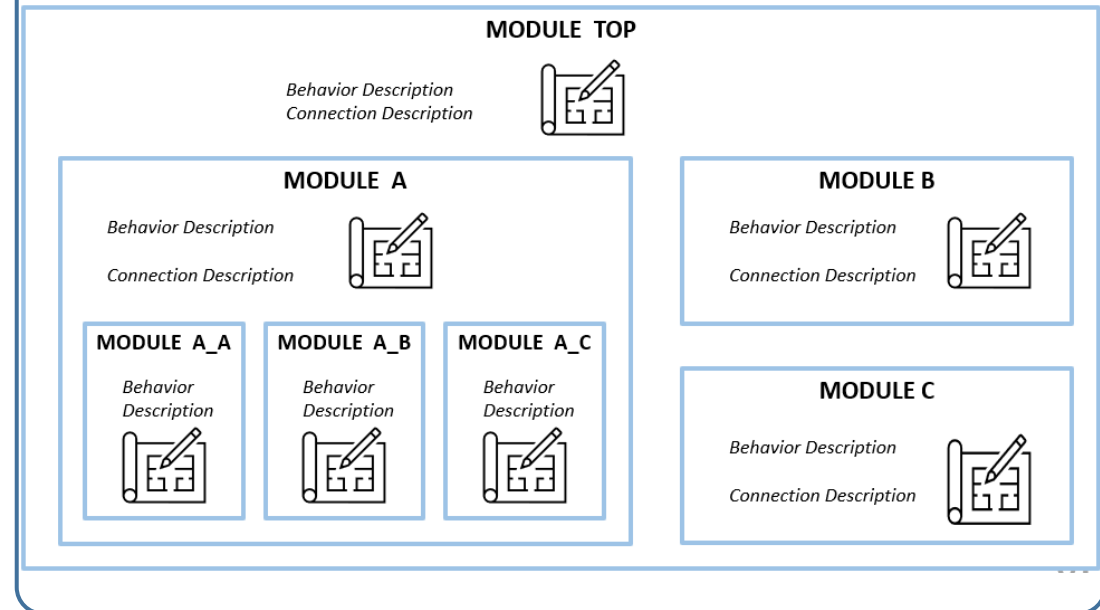 MODULE TOP
Behavior Description
Connection Description
MODULE A
Behavior Description
Connection Description
MODULE A_A
Behavior
Description
MODULE A_B
Behavior
Description
MODULE A_C
Behavior
Description
MODULE B
Behavior Description
Connection Description
MODULE C
Behavior Description
Connection Description